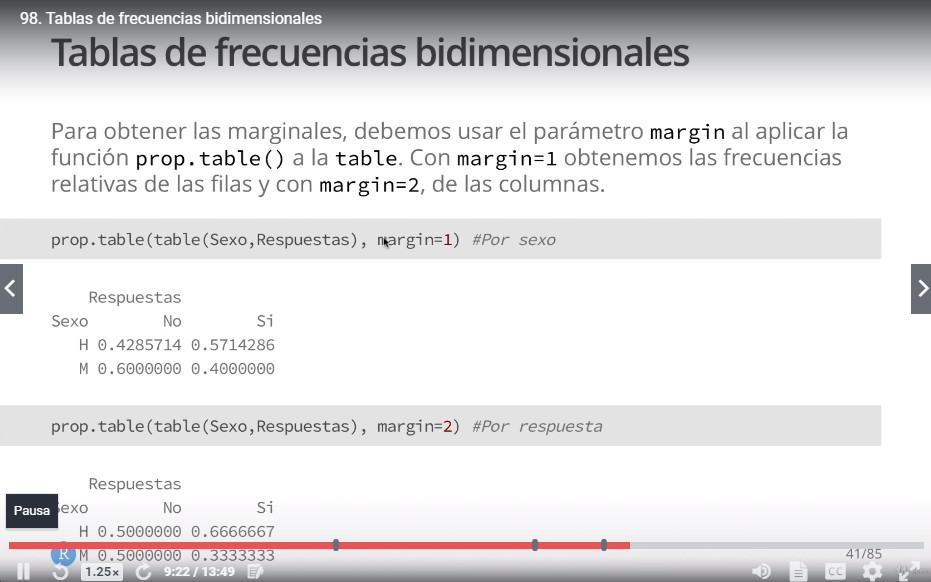 98. Tablas de frecuencias bidimensionales
Tablas de frecuencias bidimensionales
Para obtener las marginales, debemos usar el parámetro margin al aplicar la
función prop.table() a la table. Con margin=1 obtenemos las frecuencias
relativas de las filas y con margin=2, de las columnas.
prop.table(table(Sexo,Respuestas), margin=1) #Por sexo
Respuestas
Sexo No Si
H 0.4285714 0.5714286
M 0.6000000 0.4000000
prop.table(table(Sexo,Respuestas), margin=2) #Por respuesta
Respuestas
Sexo No Si
H 0.5000000 0.6666667
M 0.5000000 0.3333333
Pausa
R
41/85
1.25× 9:22 / 13:49 CC